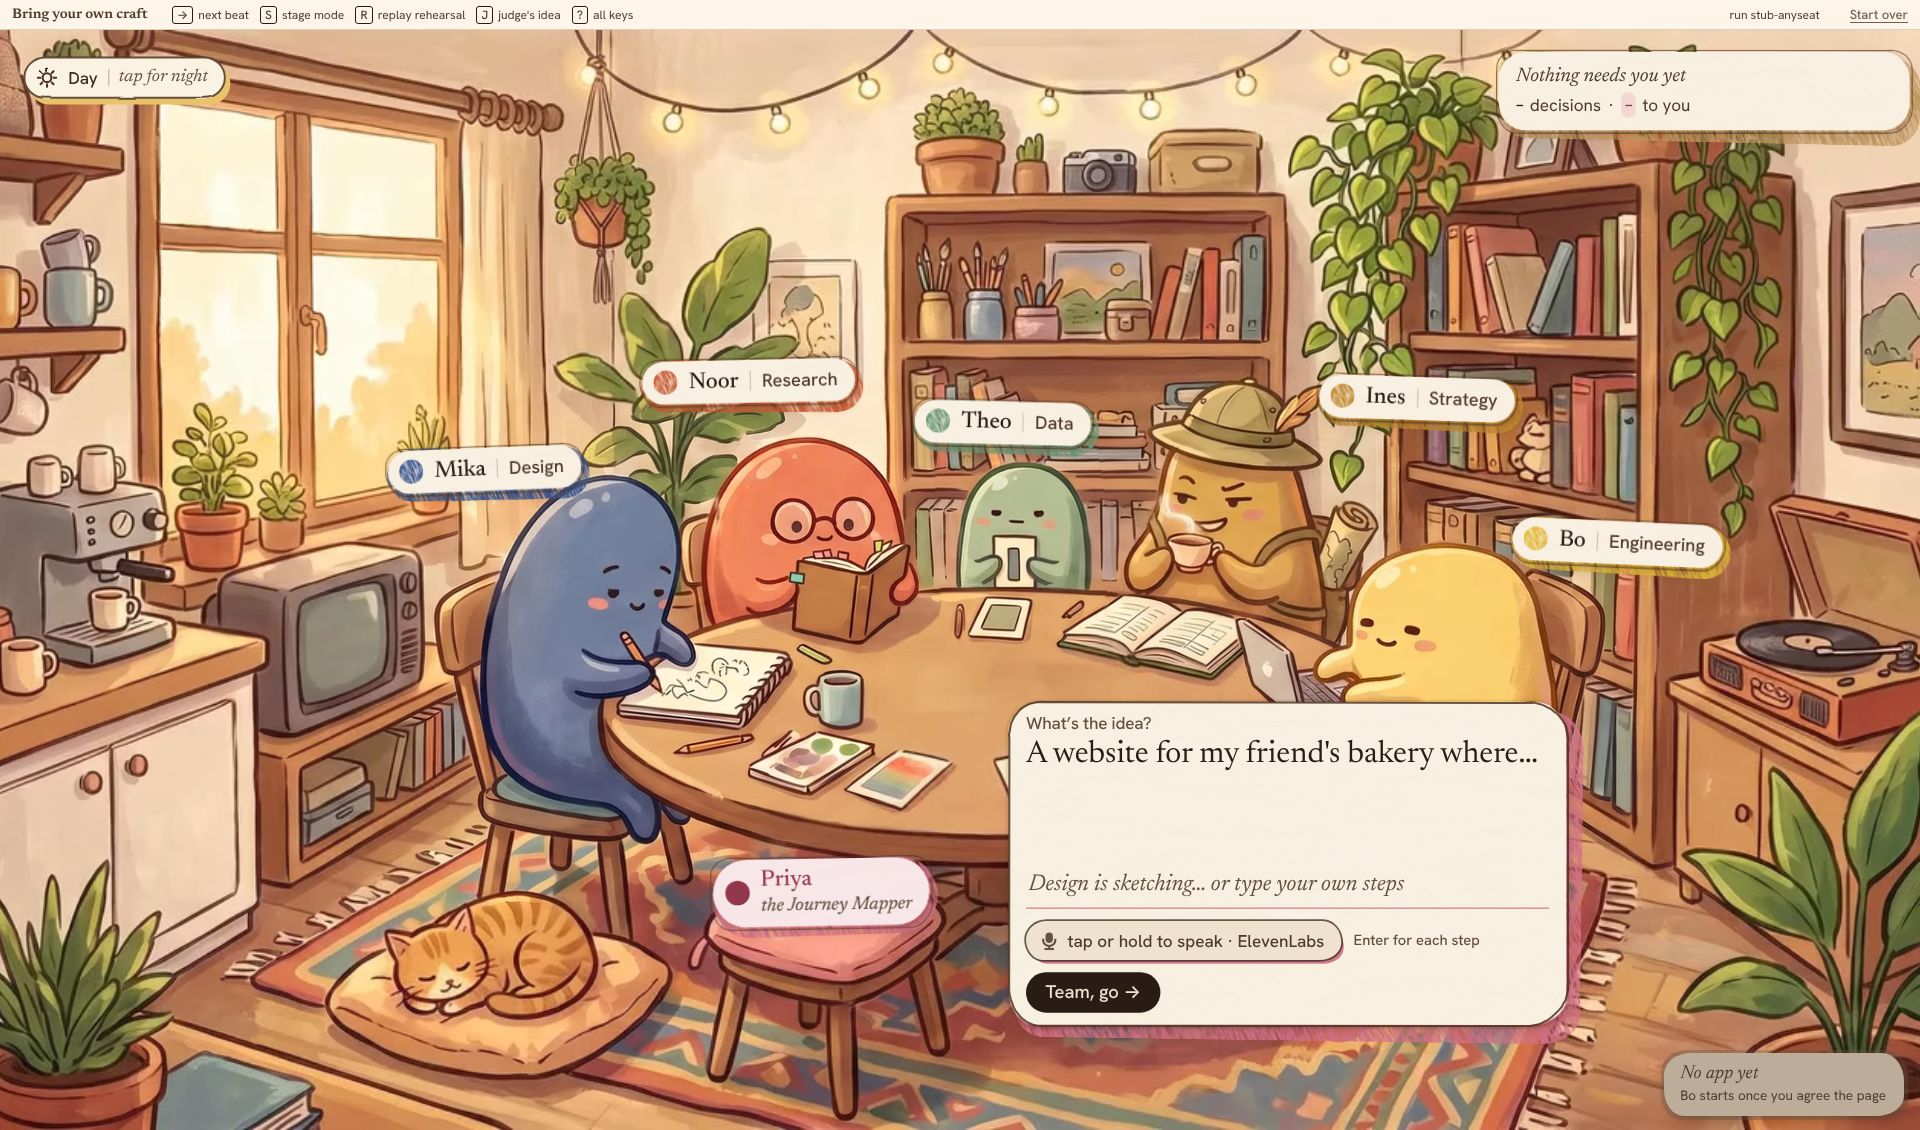 Bring your own craft → next beat S stage mode R replay rehearsal J judge's idea ? all keys run stub-anyseat Start over
Day tap for night
Nothing needs you yet
– decisions · – to you
Noor Research
Ines Strategy
Theo Data
Mika Design
Bo Engineering
What's the idea?
A website for my friend's bakery where...
Design is sketching... or type your own steps
Priya
the Journey Mapper
tap or hold to speak · ElevenLabs Enter for each step
Team, go →
No app yet
Bo starts once you agree the page